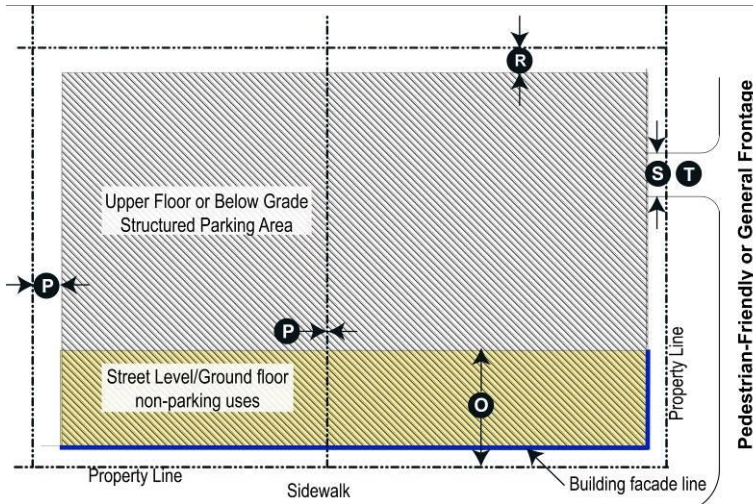 R
S T
Pedestrian-Friendly or General Frontage
Upper Floor or Below Grade
Structured Parking Area
P
P
Property Line
Street Level/Ground floor
non-parking uses
O
Property Line
Sidewalk
Building facade line